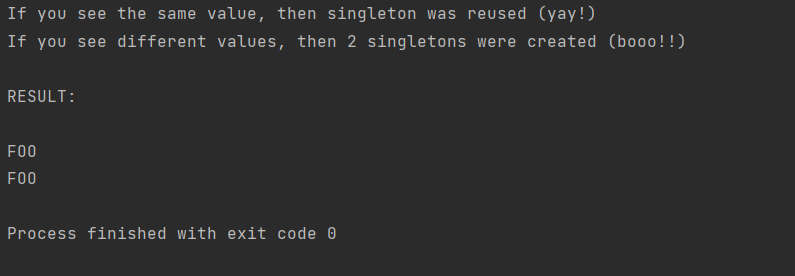 If you see the same value, then singleton was reused (yay!)
If you see different values, then 2 singletons were created (booo!!)
RESULT:
FOO
FOO
Process finished with exit code 0